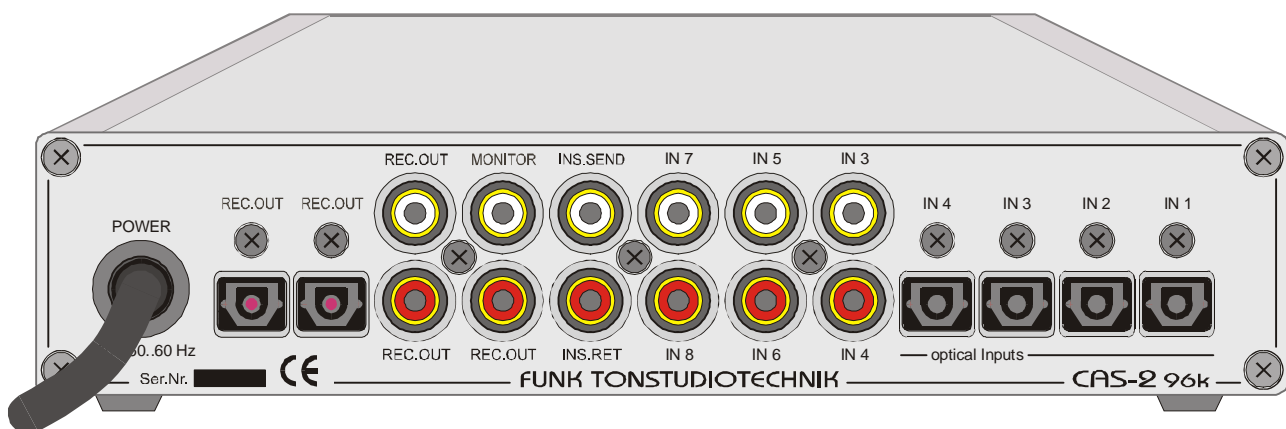 REC.OUT MONITOR INS.SEND IN 7 IN 5 IN 3
REC.OUT REC.OUT IN 4 IN 3 IN 2 IN 1
POWER
60 Hz REC.OUT REC.OUT INS.RET IN 8 IN 6 IN 4 optical Inputs
Ser.Nr. CE FUNK TONSTUDIOTECHNIK CAS-2 96k